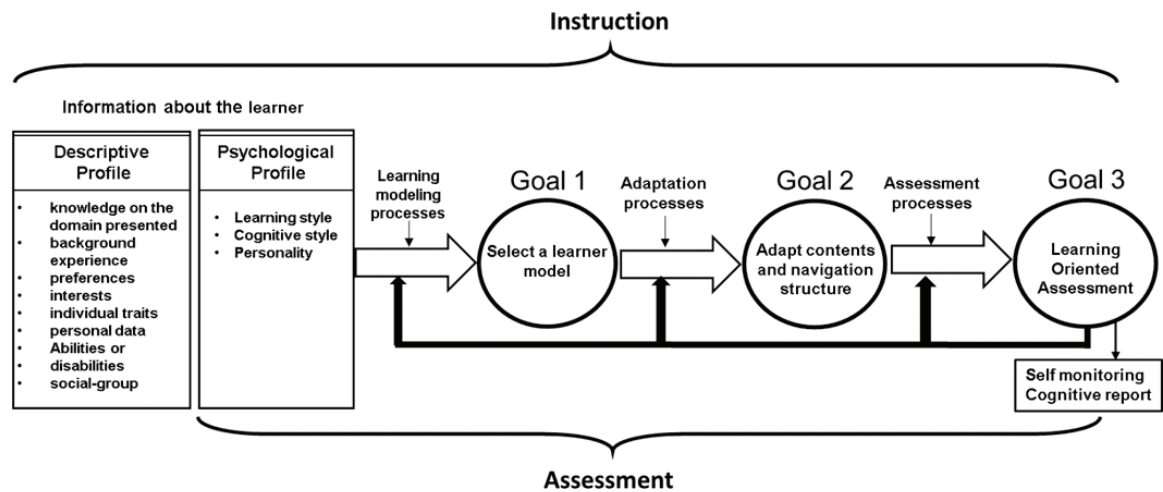 Instruction
Information about the learner
Descriptive
Profile
• knowledge on the
domain presented
• background
experience
• preferences
• interests
• individual traits
• personal data
• Abilities or
• disabilities
• social-group
Psychological
Profile
• Learning style
• Cognitive style
• Personality
Learning
modeling
processes
Goal 1
Select a learner
model
Adaptation
processes
Goal 2
Adapt contents
and navigation
structure
Assessment
processes
Goal 3
Learning
Oriented
Assessment
Self monitoring
Cognitive report
Assessment